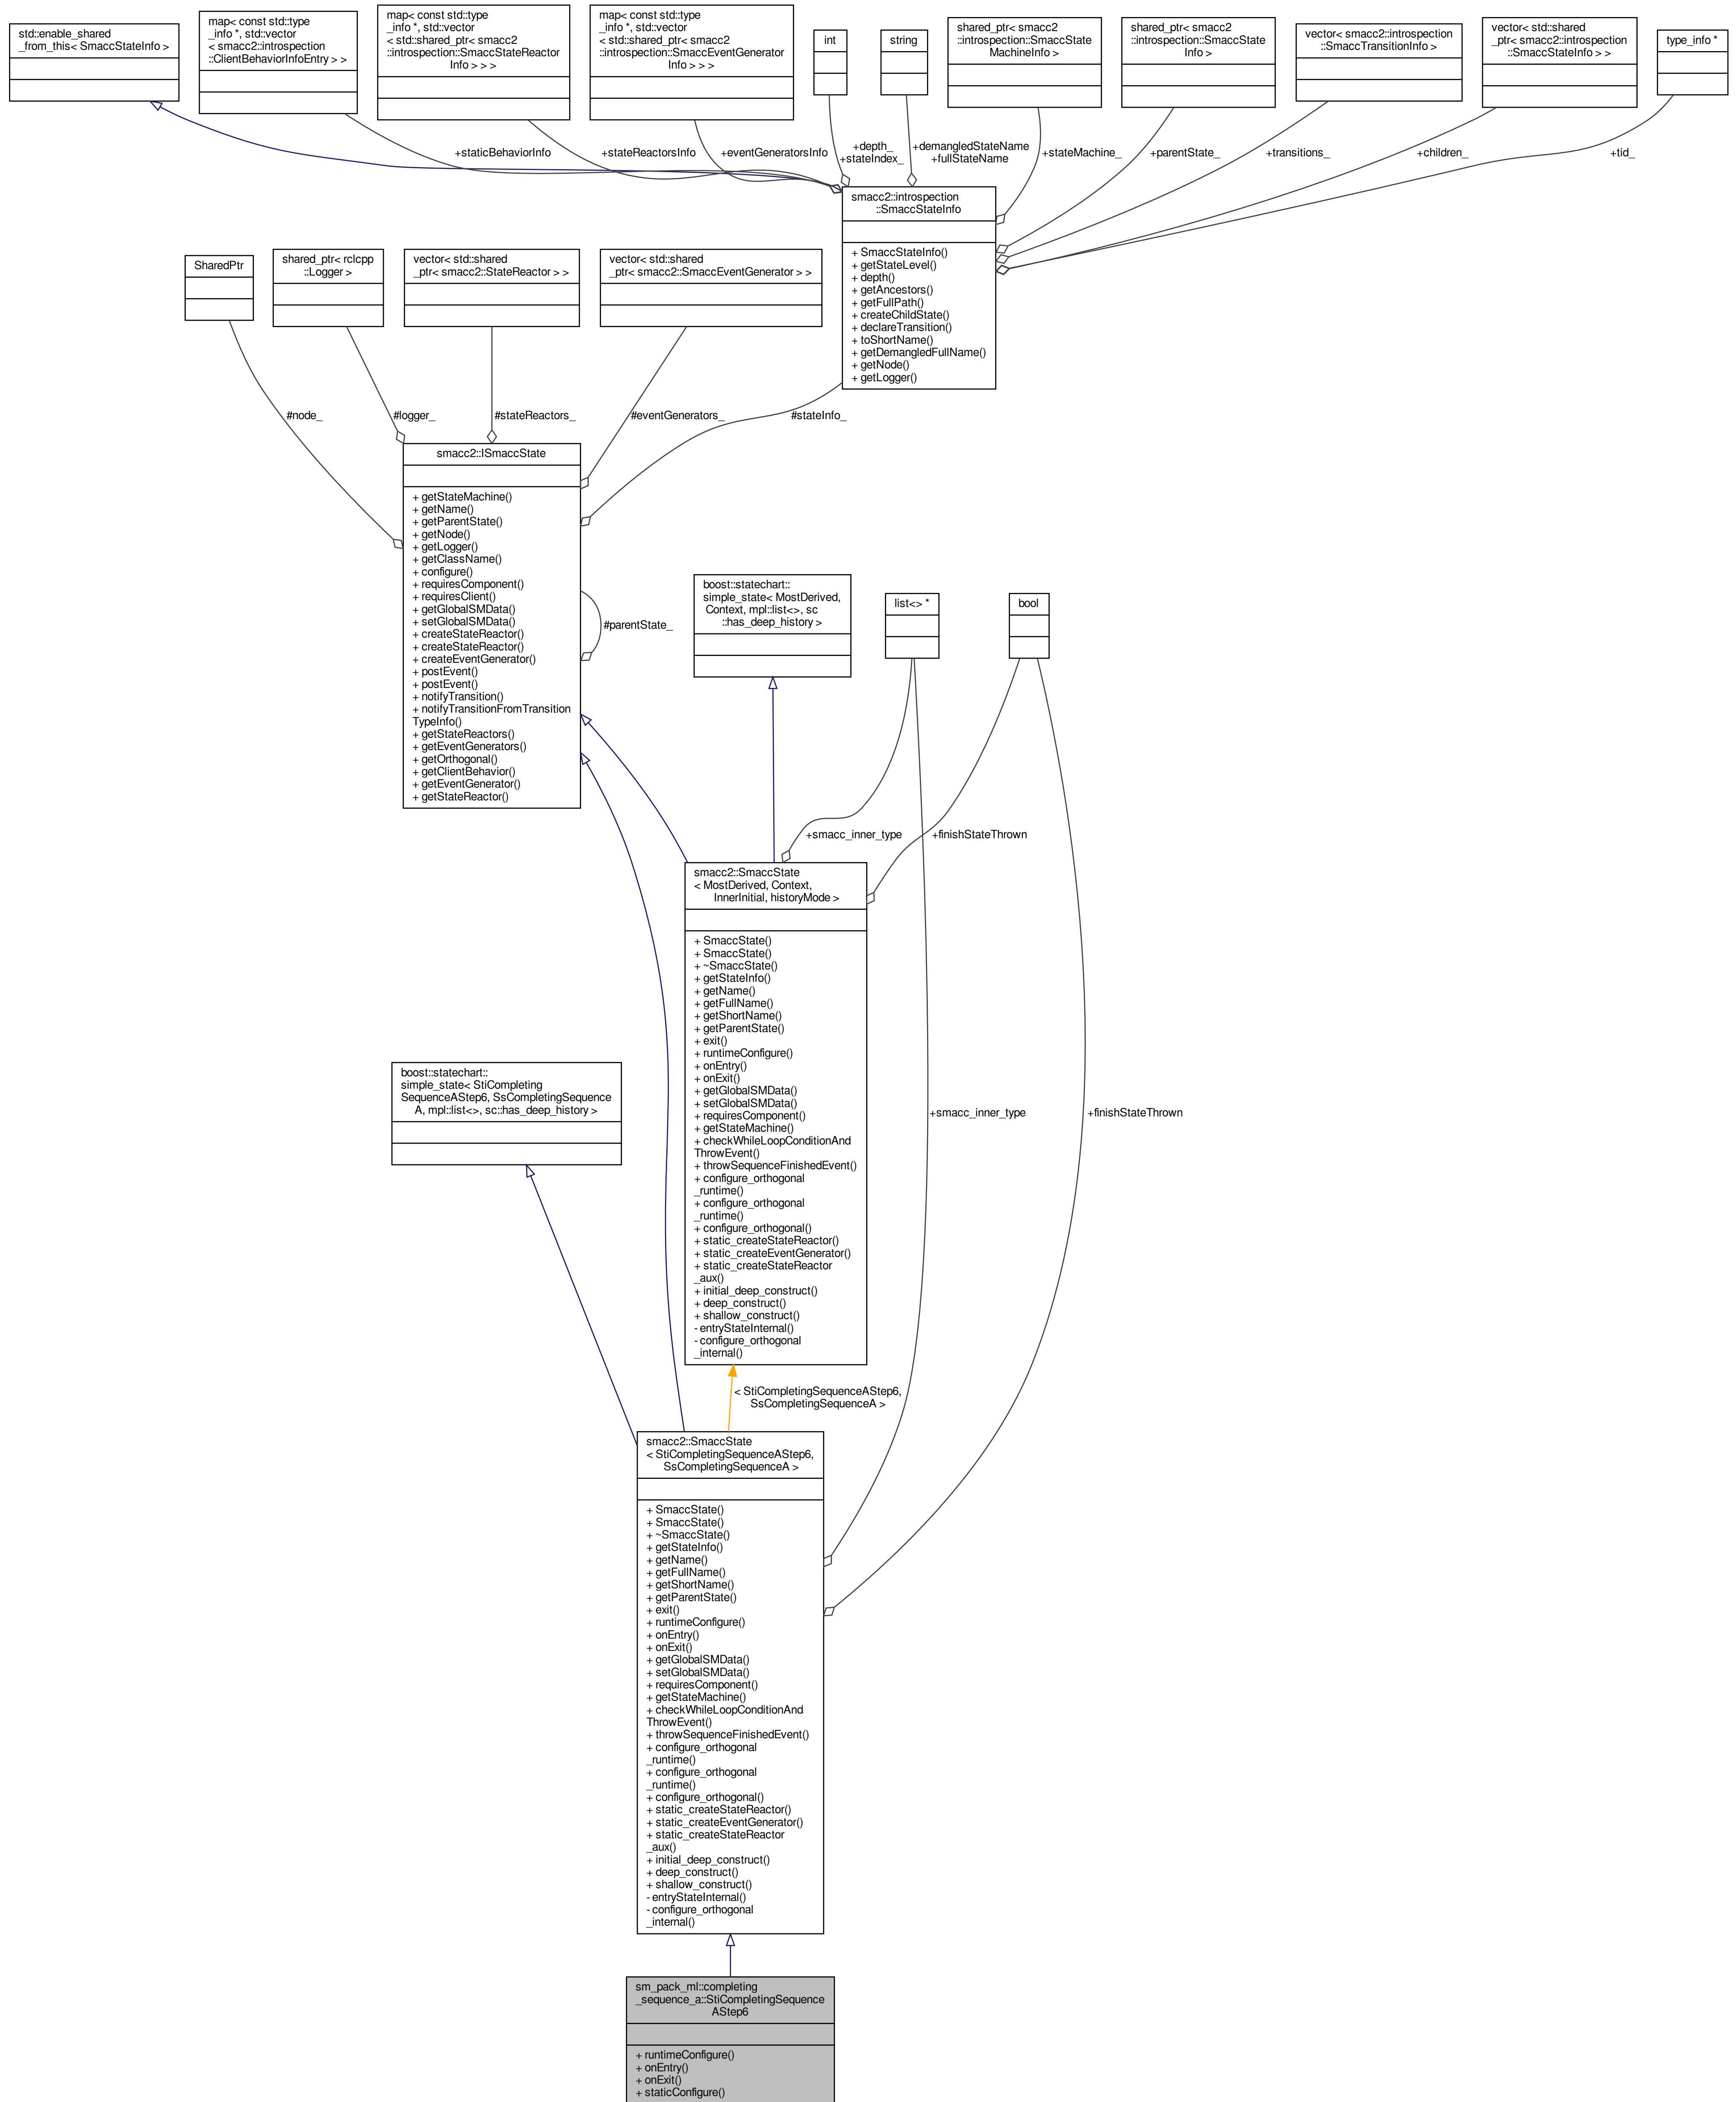 std::enable_shared
_from_this< SmaccStateInfo >
map< const std::type
_info *, std::vector
< smacc2::introspection
::ClientBehaviorInfoEntry > >
map< const std::type
_info *, std::vector
< std::shared_ptr< smacc2
::introspection::SmaccStateReactor
Info > > >
map< const std::type
_info *, std::vector
< std::shared_ptr< smacc2
::introspection::SmaccEventGenerator
Info > > >
int
string
shared_ptr< smacc2
::introspection::SmaccState
MachineInfo >
shared_ptr< smacc2
::introspection::SmaccState
Info >
vector< smacc2::introspection
::SmaccTransitionInfo >
vector< std::shared
_ptr< smacc2::introspection
::SmaccStateInfo > >
type_info *
+staticBehaviorInfo
+stateReactorsInfo
+eventGeneratorsInfo
+depth_
+stateIndex_
+demangledStateName
+fullStateName
+stateMachine_
+parentState_
+transitions_
+children_
+tid_
smacc2::introspection
::SmaccStateInfo
+ SmaccStateInfo()
+ getStateLevel()
+ depth()
+ getAncestors()
+ getFullPath()
+ createChildState()
+ declareTransition()
+ toShortName()
+ getDemangledFullName()
+ getNode()
+ getLogger()
SharedPtr
shared_ptr< rclcpp
::Logger >
vector< std::shared
_ptr< smacc2::StateReactor > >
vector< std::shared
_ptr< smacc2::SmaccEventGenerator > >
#node_
#logger_
#stateReactors_
#eventGenerators_
#stateInfo_
smacc2::ISmaccState
+ getStateMachine()
+ getName()
+ getParentState()
+ getNode()
+ getLogger()
+ getClassName()
+ configure()
+ requiresComponent()
+ requiresClient()
+ getGlobalSMData()
+ setGlobalSMData()
+ createStateReactor()
+ createStateReactor()
+ createEventGenerator()
+ postEvent()
+ postEvent()
+ notifyTransition()
+ notifyTransitionFromTransition
TypeInfo()
+ getStateReactors()
+ getEventGenerators()
+ getOrthogonal()
+ getClientBehavior()
+ getEventGenerator()
+ getStateReactor()
#parentState_
boost::statechart::
simple_state< MostDerived,
Context, mpl::list<>, sc
::has_deep_history >
list<> *
bool
+smacc_inner_type
+finishStateThrown
smacc2::SmaccState
< MostDerived, Context,
InnerInitial, historyMode >
+ SmaccState()
+ SmaccState()
+ ~SmaccState()
+ getStateInfo()
+ getName()
+ getFullName()
+ getShortName()
+ getParentState()
+ exit()
+ runtimeConfigure()
+ onEntry()
+ onExit()
+ getGlobalSMData()
+ setGlobalSMData()
+ requiresComponent()
+ getStateMachine()
+ checkWhileLoopConditionAnd
ThrowEvent()
+ throwSequenceFinishedEvent()
+ configure_orthogonal
_runtime()
+ configure_orthogonal
_runtime()
+ configure_orthogonal()
+ static_createStateReactor()
+ static_createEventGenerator()
+ static_createStateReactor
_aux()
+ initial_deep_construct()
+ deep_construct()
+ shallow_construct()
- entryStateInternal()
- configure_orthogonal
_internal()
boost::statechart::
simple_state< StiCompleting
SequenceAStep6, SsCompletingSequence
A, mpl::list<>, sc::has_deep_history >
+smacc_inner_type
+finishStateThrown
< StiCompletingSequenceAStep6,
SsCompletingSequenceA >
smacc2::SmaccState
< StiCompletingSequenceAStep6,
SsCompletingSequenceA >
+ SmaccState()
+ SmaccState()
+ ~SmaccState()
+ getStateInfo()
+ getName()
+ getFullName()
+ getShortName()
+ getParentState()
+ exit()
+ runtimeConfigure()
+ onEntry()
+ onExit()
+ getGlobalSMData()
+ setGlobalSMData()
+ requiresComponent()
+ getStateMachine()
+ checkWhileLoopConditionAnd
ThrowEvent()
+ throwSequenceFinishedEvent()
+ configure_orthogonal
_runtime()
+ configure_orthogonal
_runtime()
+ configure_orthogonal()
+ static_createStateReactor()
+ static_createEventGenerator()
+ static_createStateReactor
_aux()
+ initial_deep_construct()
+ deep_construct()
+ shallow_construct()
- entryStateInternal()
- configure_orthogonal
_internal()
sm_pack_ml::completing
_sequence_a::StiCompletingSequence
AStep6
+ runtimeConfigure()
+ onEntry()
+ onExit()
+ staticConfigure()